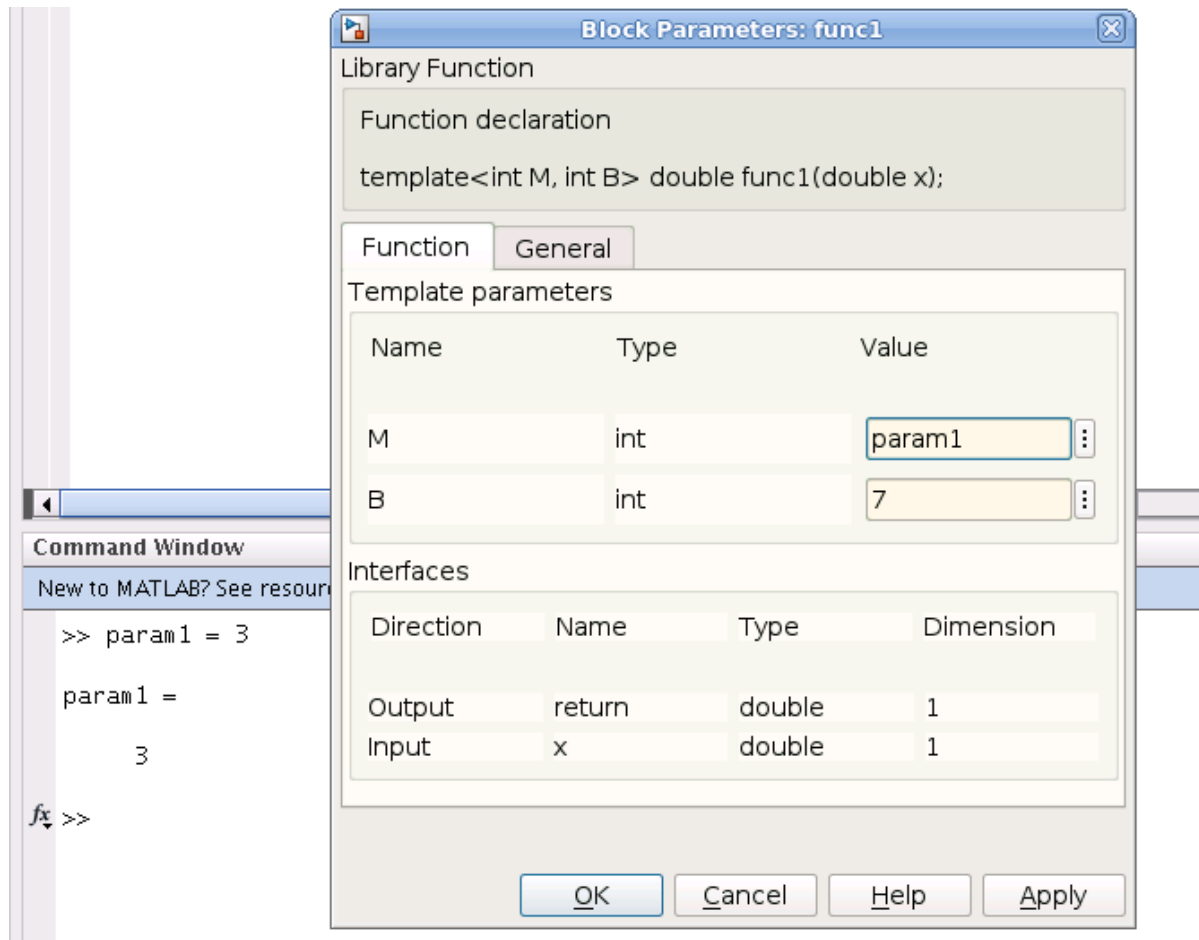 Block Parameters: func1
Library Function
Function declaration
template<int M, int B> double func1(double x);
Function General
Template parameters
Name Type Value
M int param1
B int 7
Interfaces
Direction Name Type Dimension
Output return double 1
Input x double 1
OK Cancel Help Apply
Command Window
New to MATLAB? See resour
>> param1 = 3
param1 =
3
fx >>